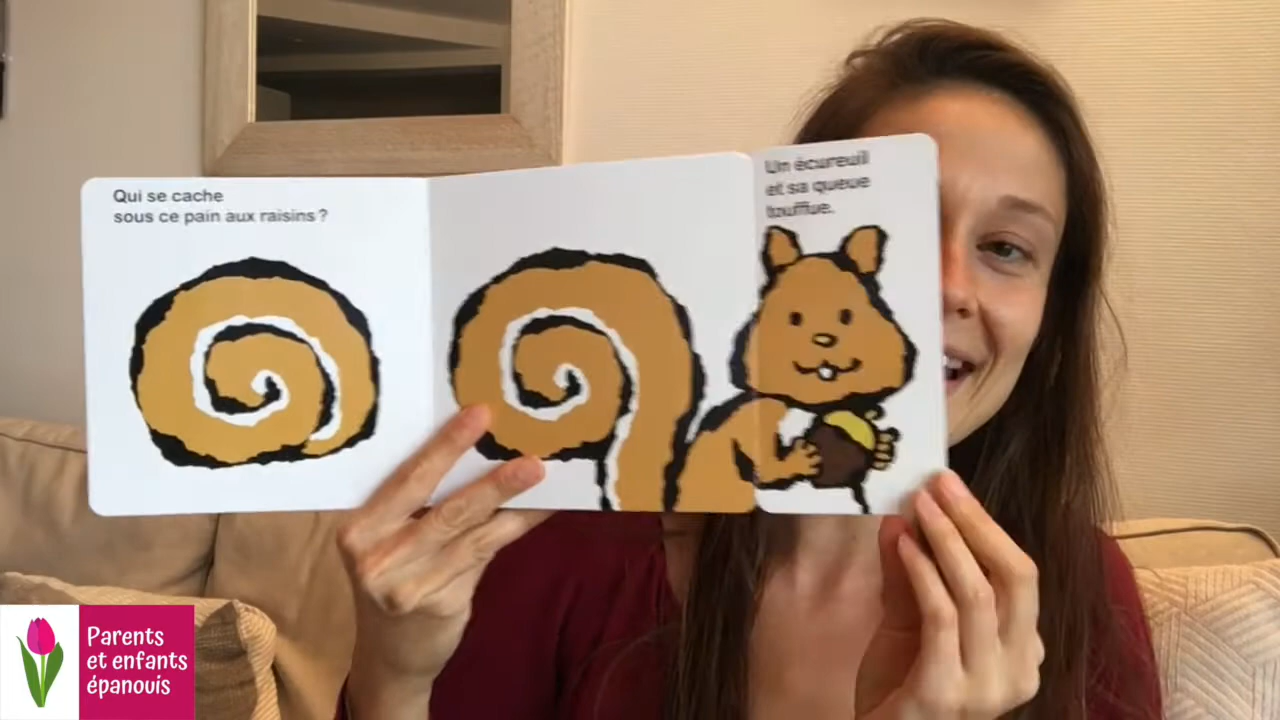 Qui se cache
sous ce pain aux raisins ?
Un écureuil
et sa queue
touffue.
Parents
et enfants
épanouis